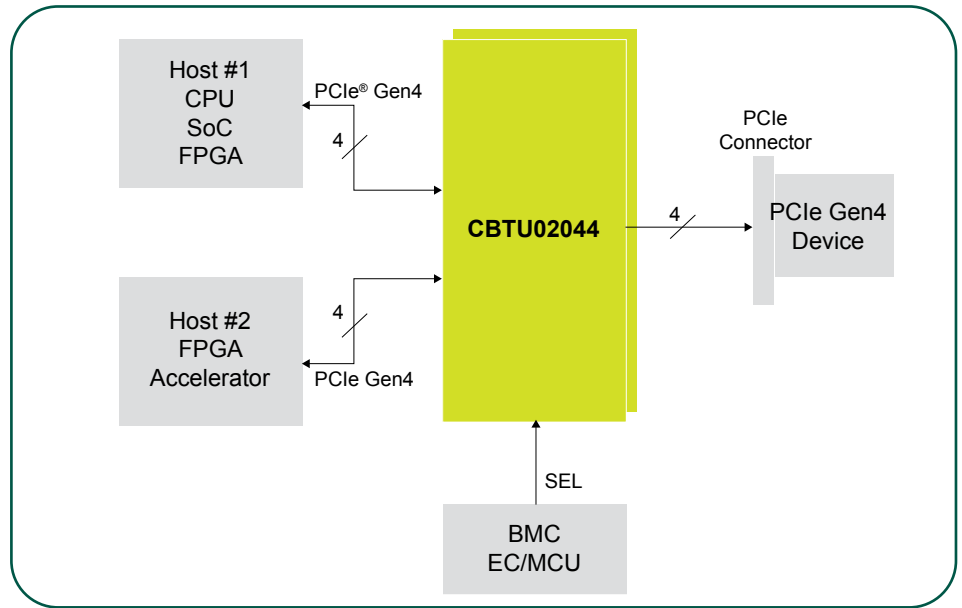 Host #1
CPU
SoC
FPGA
PCIe® Gen4
4
CBTU02044
PCIe
Connector
4
PCIe Gen4
Device
Host #2
FPGA
Accelerator
4
PCIe Gen4
SEL
BMC
EC/MCU